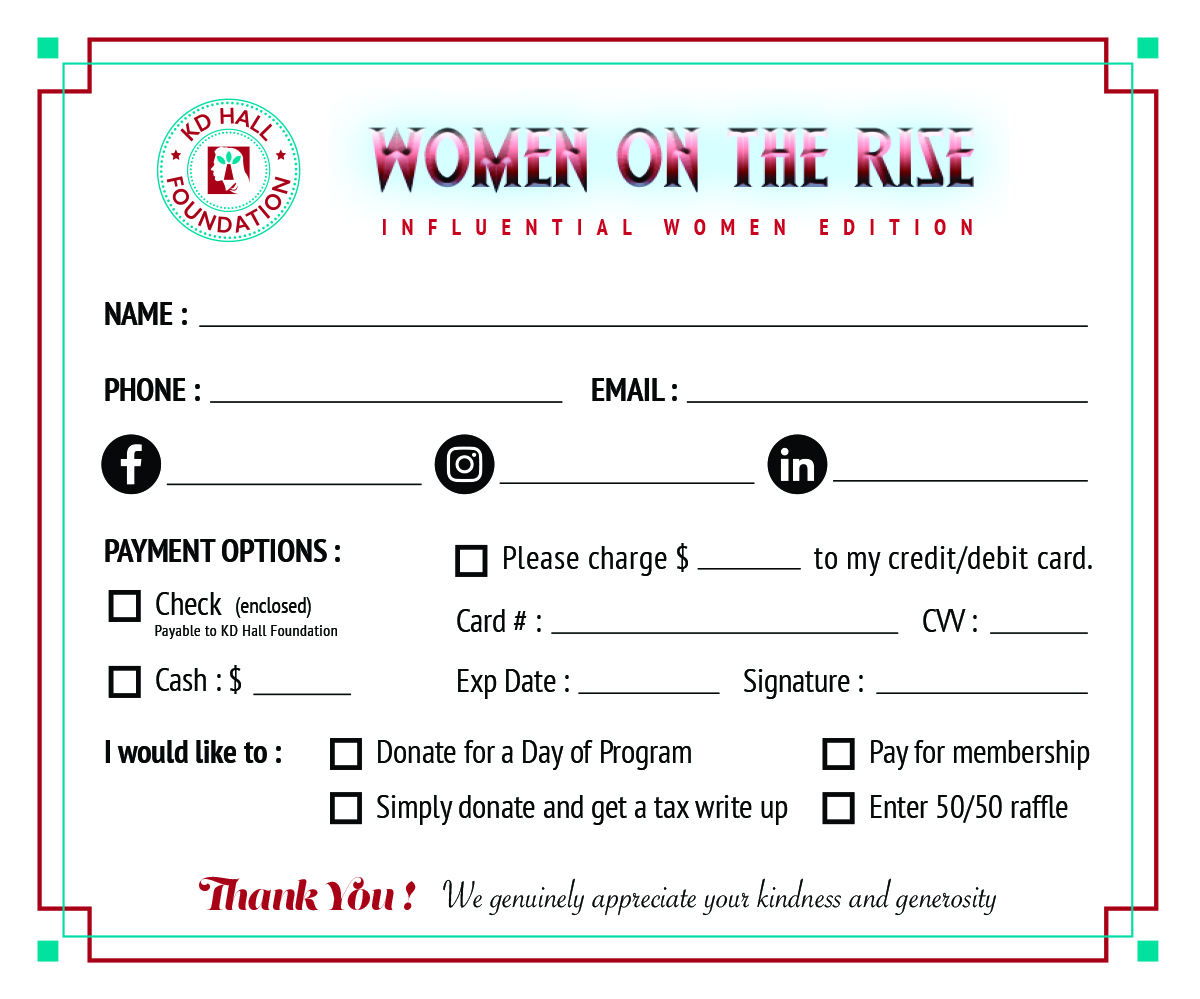 KD HALL
FOUNDATION
WOMEN ON THE RISE
INFLUENTIAL WOMEN EDITION
NAME :
PHONE : EMAIL :
PAYMENT OPTIONS :
Please charge $ to my credit/debit card.
Check (enclosed)
Payable to KD Hall Foundation
Card # : CVV :
Cash : $
Exp Date : Signature :
I would like to : Donate for a Day of Program Pay for membership
Simply donate and get a tax write up Enter 50/50 raffle
Thank You ! We genuinely appreciate your kindness and generosity